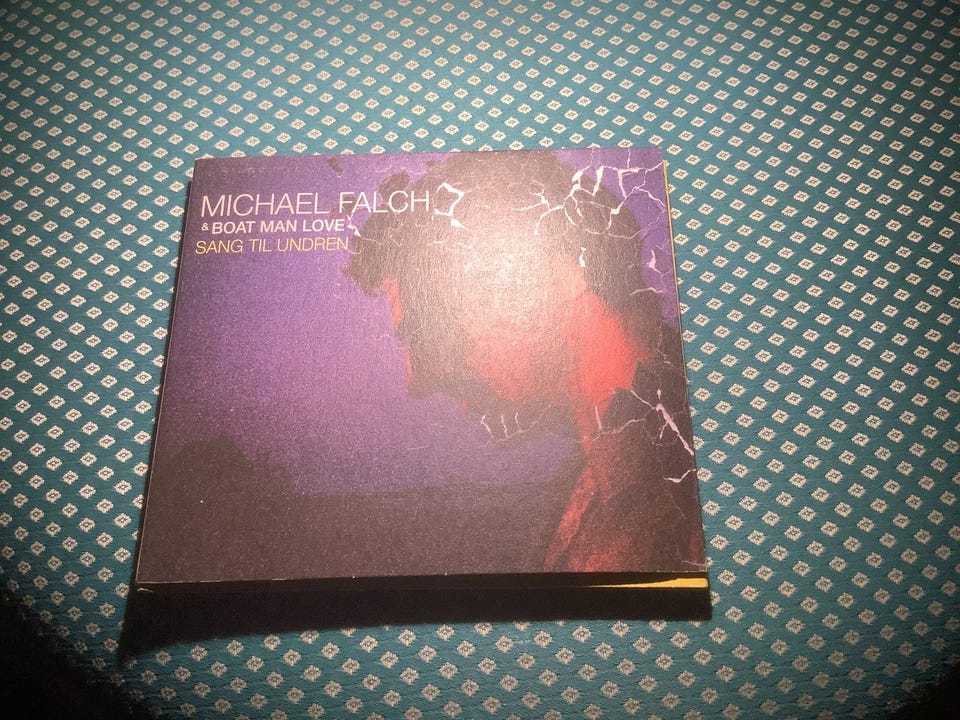 MICHAEL FALCH
& BOAT MAN LOVE
SANG TIL UNDREN